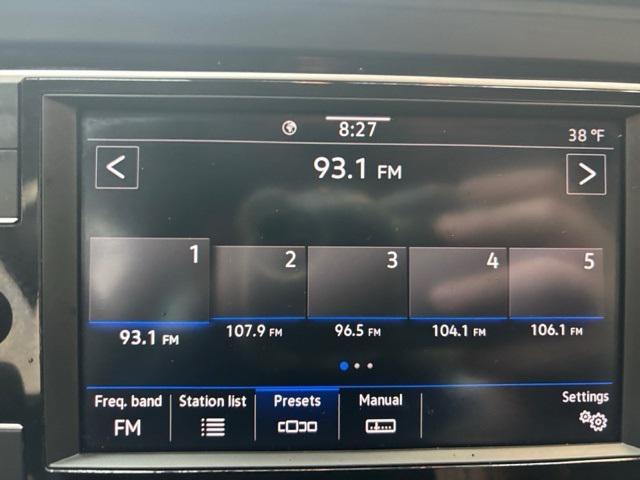 8:27
38 °F
93.1 FM
1 2 3 4 5
93.1 FM 107.9 FM 96.5 FM 104.1 FM 106.1 FM
Freq. band Station list Presets Manual Settings
FM